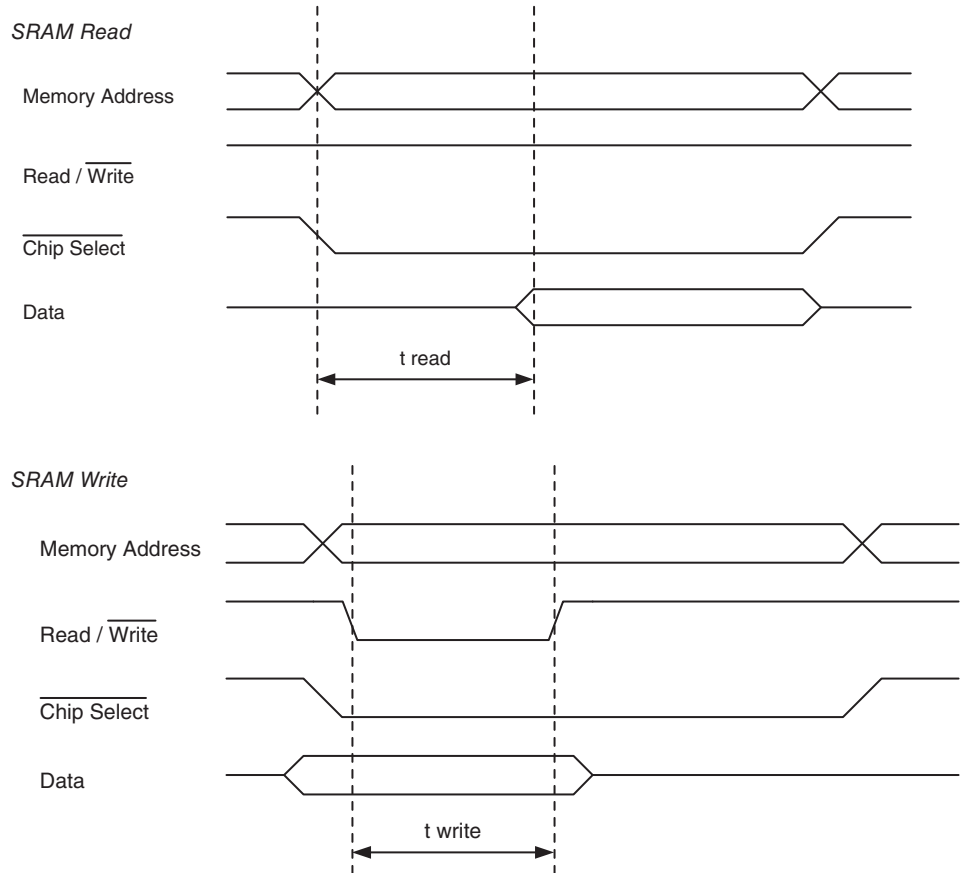 SRAM Read
Memory Address
Read / Write
Chip Select
Data
t read
SRAM Write
Memory Address
Read / Write
Chip Select
Data
t write